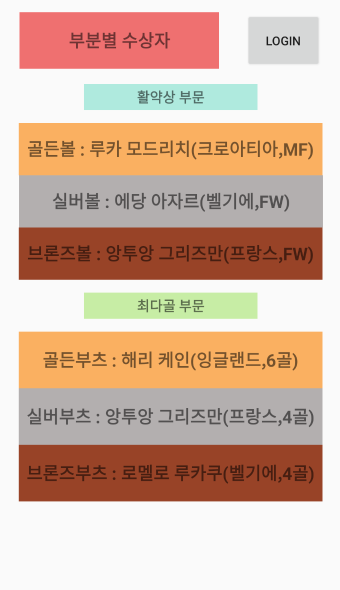 부분별 수상자
LOGIN
활약상 부문
골든볼 : 루카 모드리치(크로아티아,MF)
실버볼 : 에당 아자르(벨기에,FW)
브론즈볼 : 앙투앙 그리즈만(프랑스,FW)
최다골 부문
골든부츠 : 해리 케인(잉글랜드,6골)
실버부츠 : 앙투앙 그리즈만(프랑스,4골)
브론즈부츠 : 로멜로 루카쿠(벨기에,4골)